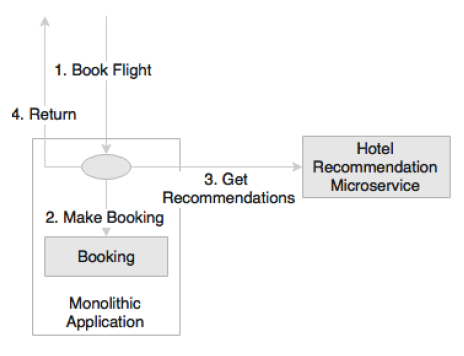 1. Book Flight
4. Return
Hotel
Recommendation
Microservice
3. Get
Recommendations
2. Make Booking
Booking
Monolithic
Application